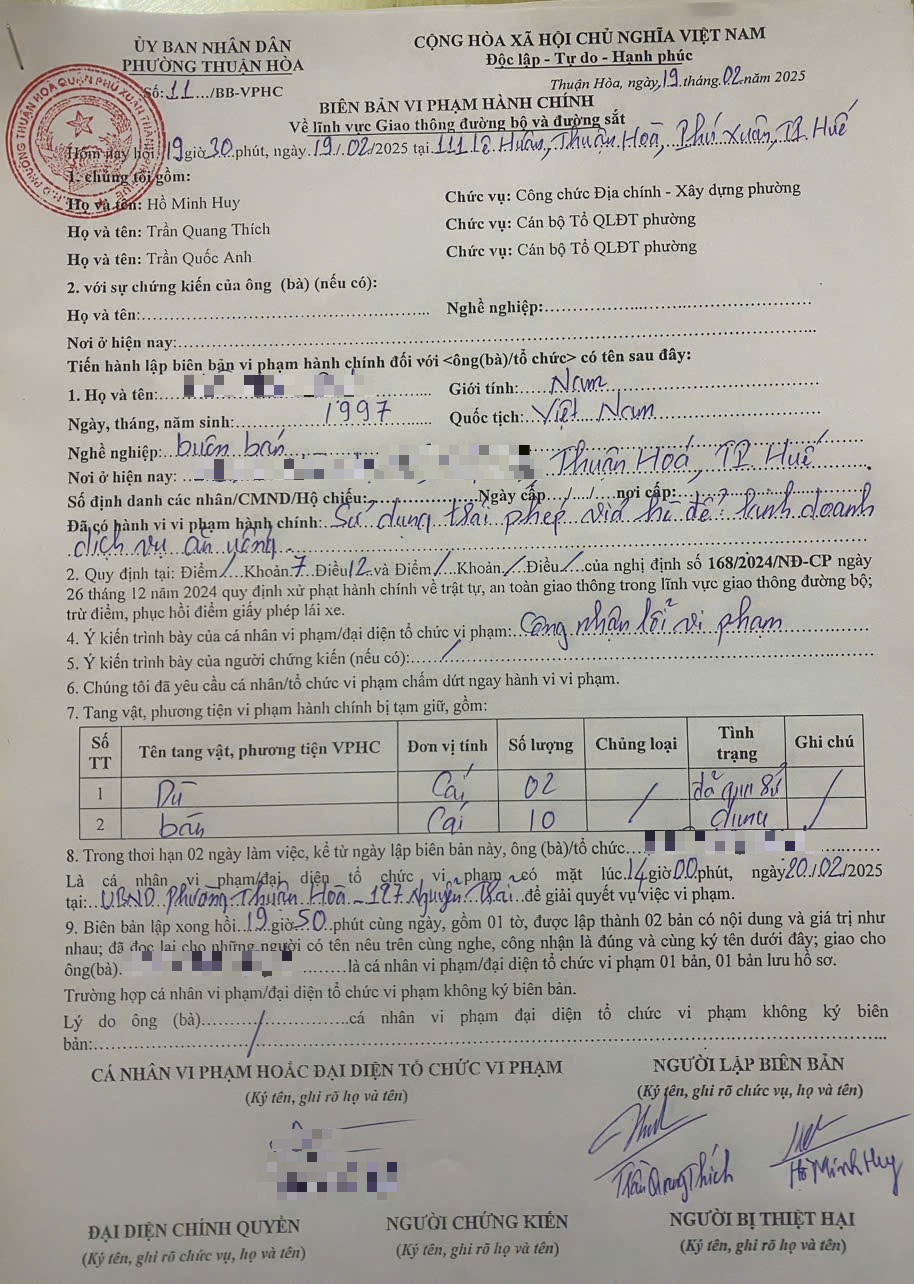 ỦY BAN NHÂN DÂN
PHƯỜNG THUẬN HÒA
Số: 11 .../BB-VPHC
CỘNG HÒA XÃ HỘI CHỦ NGHĨA VIỆT NAM
Độc lập - Tự do - Hạnh phúc
Thuận Hòa, ngày 19 tháng 02 năm 2025
BIÊN BẢN VI PHẠM HÀNH CHÍNH
Về lĩnh vực Giao thông đường bộ và đường sắt
Hôm nay hồi 19 giờ 30 phút, ngày 19/02/2025 tại 111 Lê Huân, Thuận Hoà, Phú Xuân, TP Huế
1. chúng tôi gồm:
Họ và tên: Hồ Minh Huy Chức vụ: Công chức Địa chính - Xây dựng phường
Họ và tên: Trần Quang Thích Chức vụ: Cán bộ Tổ QLĐT phường
Họ và tên: Trần Quốc Anh Chức vụ: Cán bộ Tổ QLĐT phường
2. với sự chứng kiến của ông (bà) (nếu có):
Họ và tên:........ Nghề nghiệp:........
Nơi ở hiện nay:........
Tiến hành lập biên bản vi phạm hành chính đối với <ông(bà)/tổ chức> có tên sau đây:
1. Họ và tên:........ Giới tính: Nam
Ngày, tháng, năm sinh: 1997 Quốc tịch: Việt Nam
Nghề nghiệp: buôn bán
Nơi ở hiện nay: Thuận Hoá, TP Huế
Số định danh các nhân/CMND/Hộ chiếu:........Ngày cấp.../.../... nơi cấp:........
Đã có hành vi vi phạm hành chính: Sử dụng trái phép vỉa hè để kinh doanh
dịch vụ ăn uống
2. Quy định tại: Điểm / Khoản 7 Điều 12 và Điểm / Khoản / Điều / của nghị định số 168/2024/NĐ-CP ngày
26 tháng 12 năm 2024 quy định xử phạt hành chính về trật tự, an toàn giao thông trong lĩnh vực giao thông đường bộ;
trừ điểm, phục hồi điểm giấy phép lái xe.
4. Ý kiến trình bày của cá nhân vi phạm/đại diện tổ chức vi phạm: Công nhận lỗi vi phạm
5. Ý kiến trình bày của người chứng kiến (nếu có): /
6. Chúng tôi đã yêu cầu cá nhân/tổ chức vi phạm chấm dứt ngay hành vi vi phạm.
7. Tang vật, phương tiện vi phạm hành chính bị tạm giữ, gồm:
Số TT Tên tang vật, phương tiện VPHC Đơn vị tính Số lượng Chủng loại Tình trạng Ghi chú
1 Dù Cái 02 / đã qua sử /
2 bàn Cái 10 dụng
8. Trong thơi hạn 02 ngày làm việc, kể từ ngày lập biên bản này, ông (bà)/tổ chức
Là cá nhân vi phạm/đại diện tổ chức vi phạm có mặt lúc 14 giờ 00 phút, ngày 20/02/2025
tại: UBND Phường Thuận Hoà - 127 Nguyễn Trãi để giải quyết vụ việc vi phạm.
9. Biên bản lập xong hồi 19 giờ 50 phút cùng ngày, gồm 01 tờ, được lập thành 02 bản có nội dung và giá trị như
nhau; đã đọc lại cho những người có tên nêu trên cùng nghe, công nhận là đúng và cùng ký tên dưới đây; giao cho
ông(bà). ........là cá nhân vi phạm/đại diện tổ chức vi phạm 01 bản, 01 bản lưu hồ sơ.
Trường hợp cá nhân vi phạm/đại diện tổ chức vi phạm không ký biên bản.
Lý do ông (bà)........cá nhân vi phạm đại diện tổ chức vi phạm không ký biên
bản:........
CÁ NHÂN VI PHẠM HOẶC ĐẠI DIỆN TỔ CHỨC VI PHẠM
(Ký tên, ghi rõ họ và tên)
NGƯỜI LẬP BIÊN BẢN
(Ký tên, ghi rõ chức vụ, họ và tên)
Trần Quang Thích Hồ Minh Huy
ĐẠI DIỆN CHÍNH QUYỀN
(Ký tên, ghi rõ chức vụ, họ và tên)
NGƯỜI CHỨNG KIẾN
(Ký tên, ghi rõ họ và tên)
NGƯỜI BỊ THIỆT HẠI
(Ký tên, ghi rõ họ và tên)